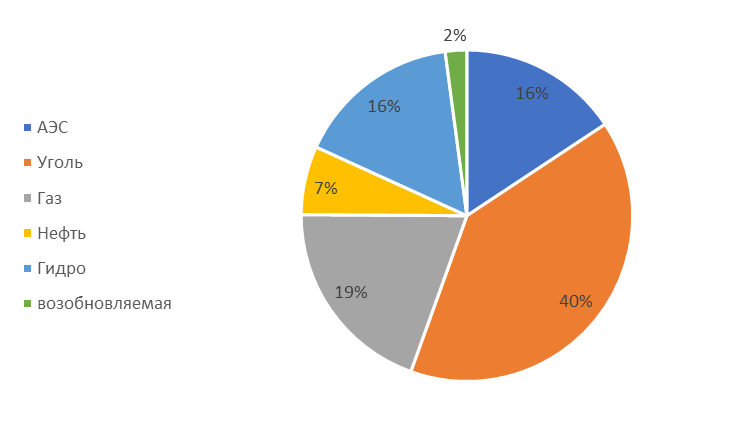 2%
16%
16%
АЭС
Уголь
7%
Газ
Нефть
Гидро
19%
40%
возобновляемая